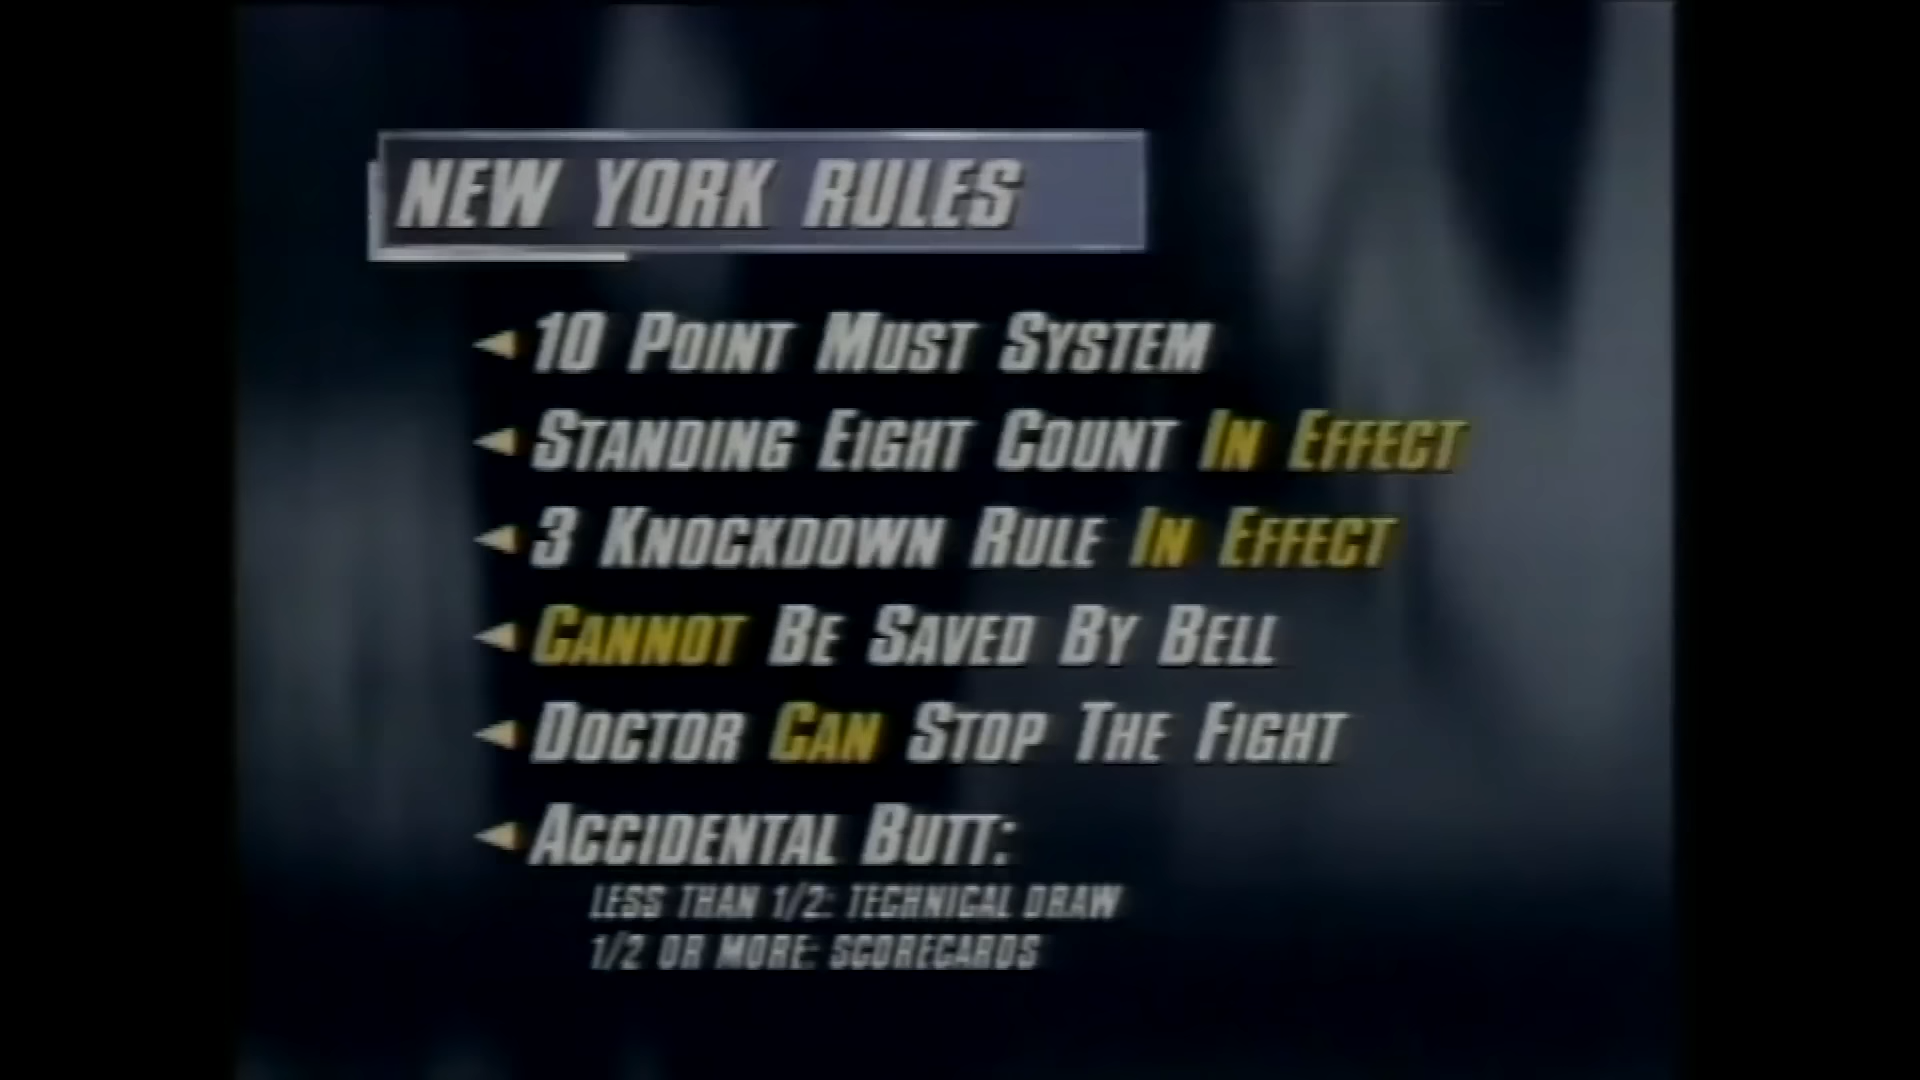 NEW YORK RULES
10 POINT MUST SYSTEM
STANDING EIGHT COUNT IN EFFECT
3 KNOCKDOWN RULE IN EFFECT
CANNOT BE SAVED BY BELL
DOCTOR CAN STOP THE FIGHT
ACCIDENTAL BUTT:
LESS THAN 1/2: TECHNICAL DRAW
1/2 OR MORE: SCORECARDS